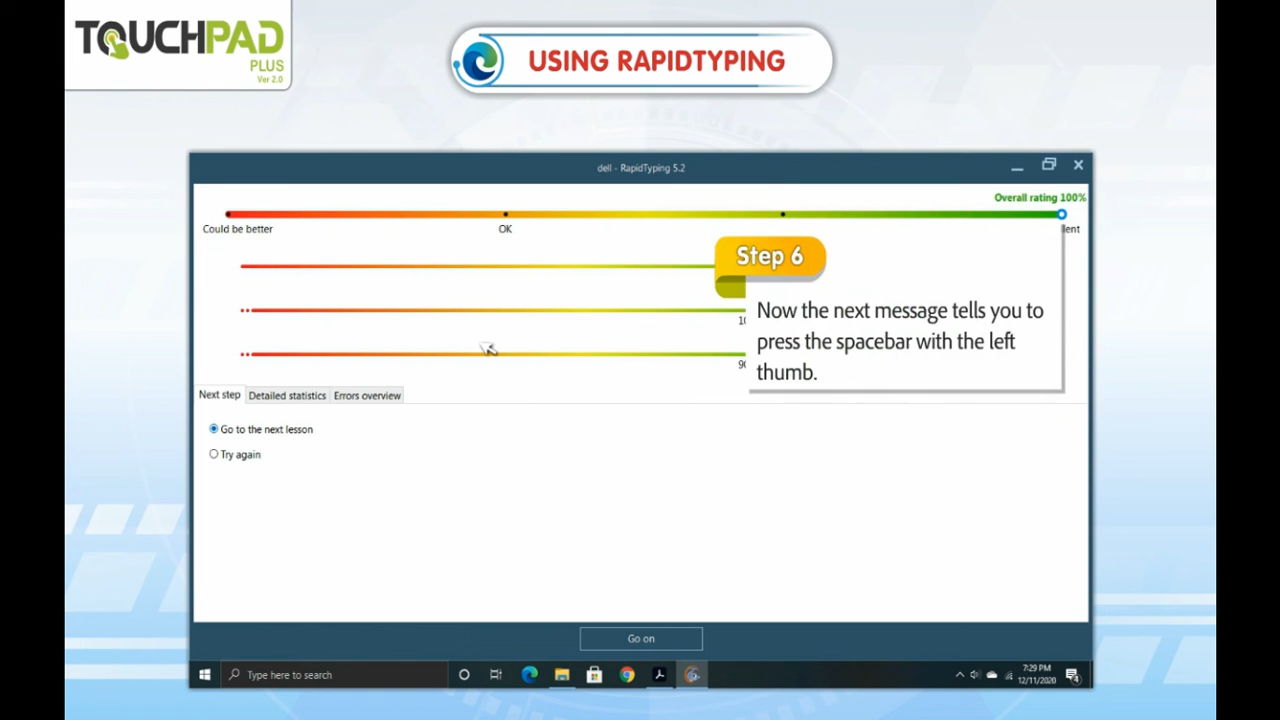 TOUCHPAD
PLUS
Ver 2.0
USING RAPIDTYPING
dell - RapidTyping 5.2
Overall rating 100%
Could be better
OK
lent
Step 6
Now the next message tells you to
press the spacebar with the left
thumb.
Next step
Detailed statistics
Errors overview
Go to the next lesson
Try again
Go on
Type here to search
7:29 PM
12/11/2020
4